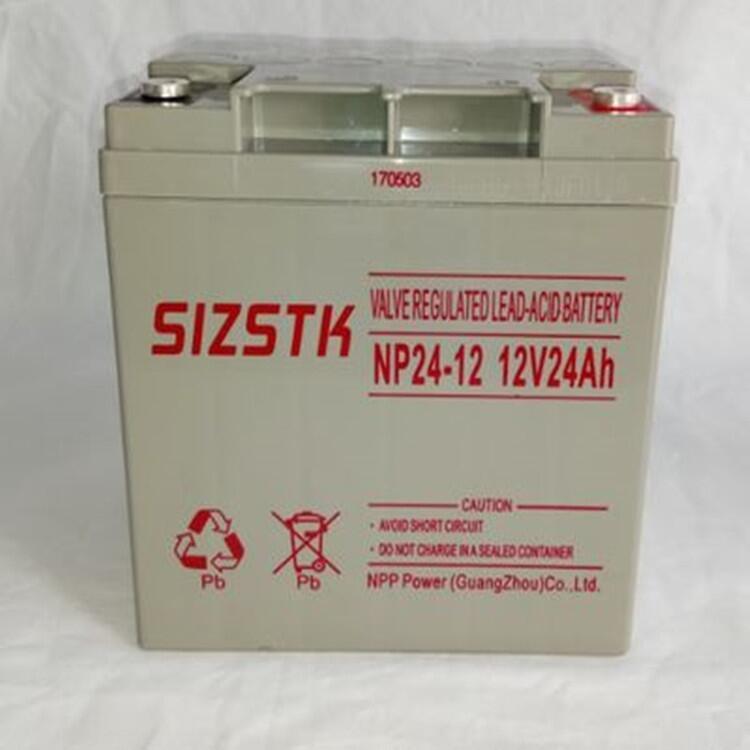 170503
SIZSTK
VALVE REGULATED LEAD-ACID BATTERY
NP24-12 12V24Ah
CAUTION
· AVOID SHORT CIRCUIT
· DO NOT CHARGE IN A SEALED CONTAINER
NPP Power (GuangZhou)Co.,Ltd.
Pb
Pb